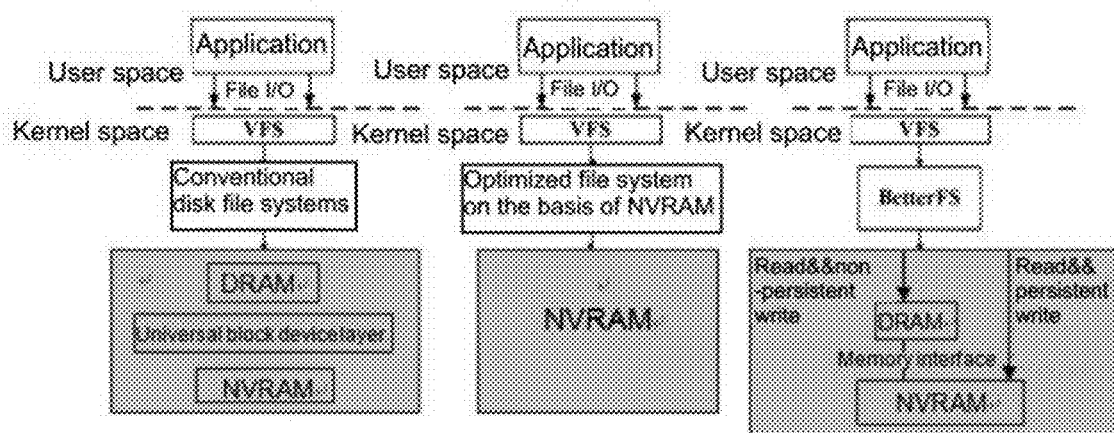 Application
User space
File I/O
Kernel space
VFS
Conventional
disk file systems
DRAM
Universal block device layer
NVRAM
Application
User space
File I/O
Kernel space
VFS
Optimized file system
on the basis of NVRAM
NVRAM
Application
User space
File I/O
Kernel space
VFS
BetterFS
Read&&non
-persistent
write
Read&&
persistent
write
DRAM
Memory interface
NVRAM